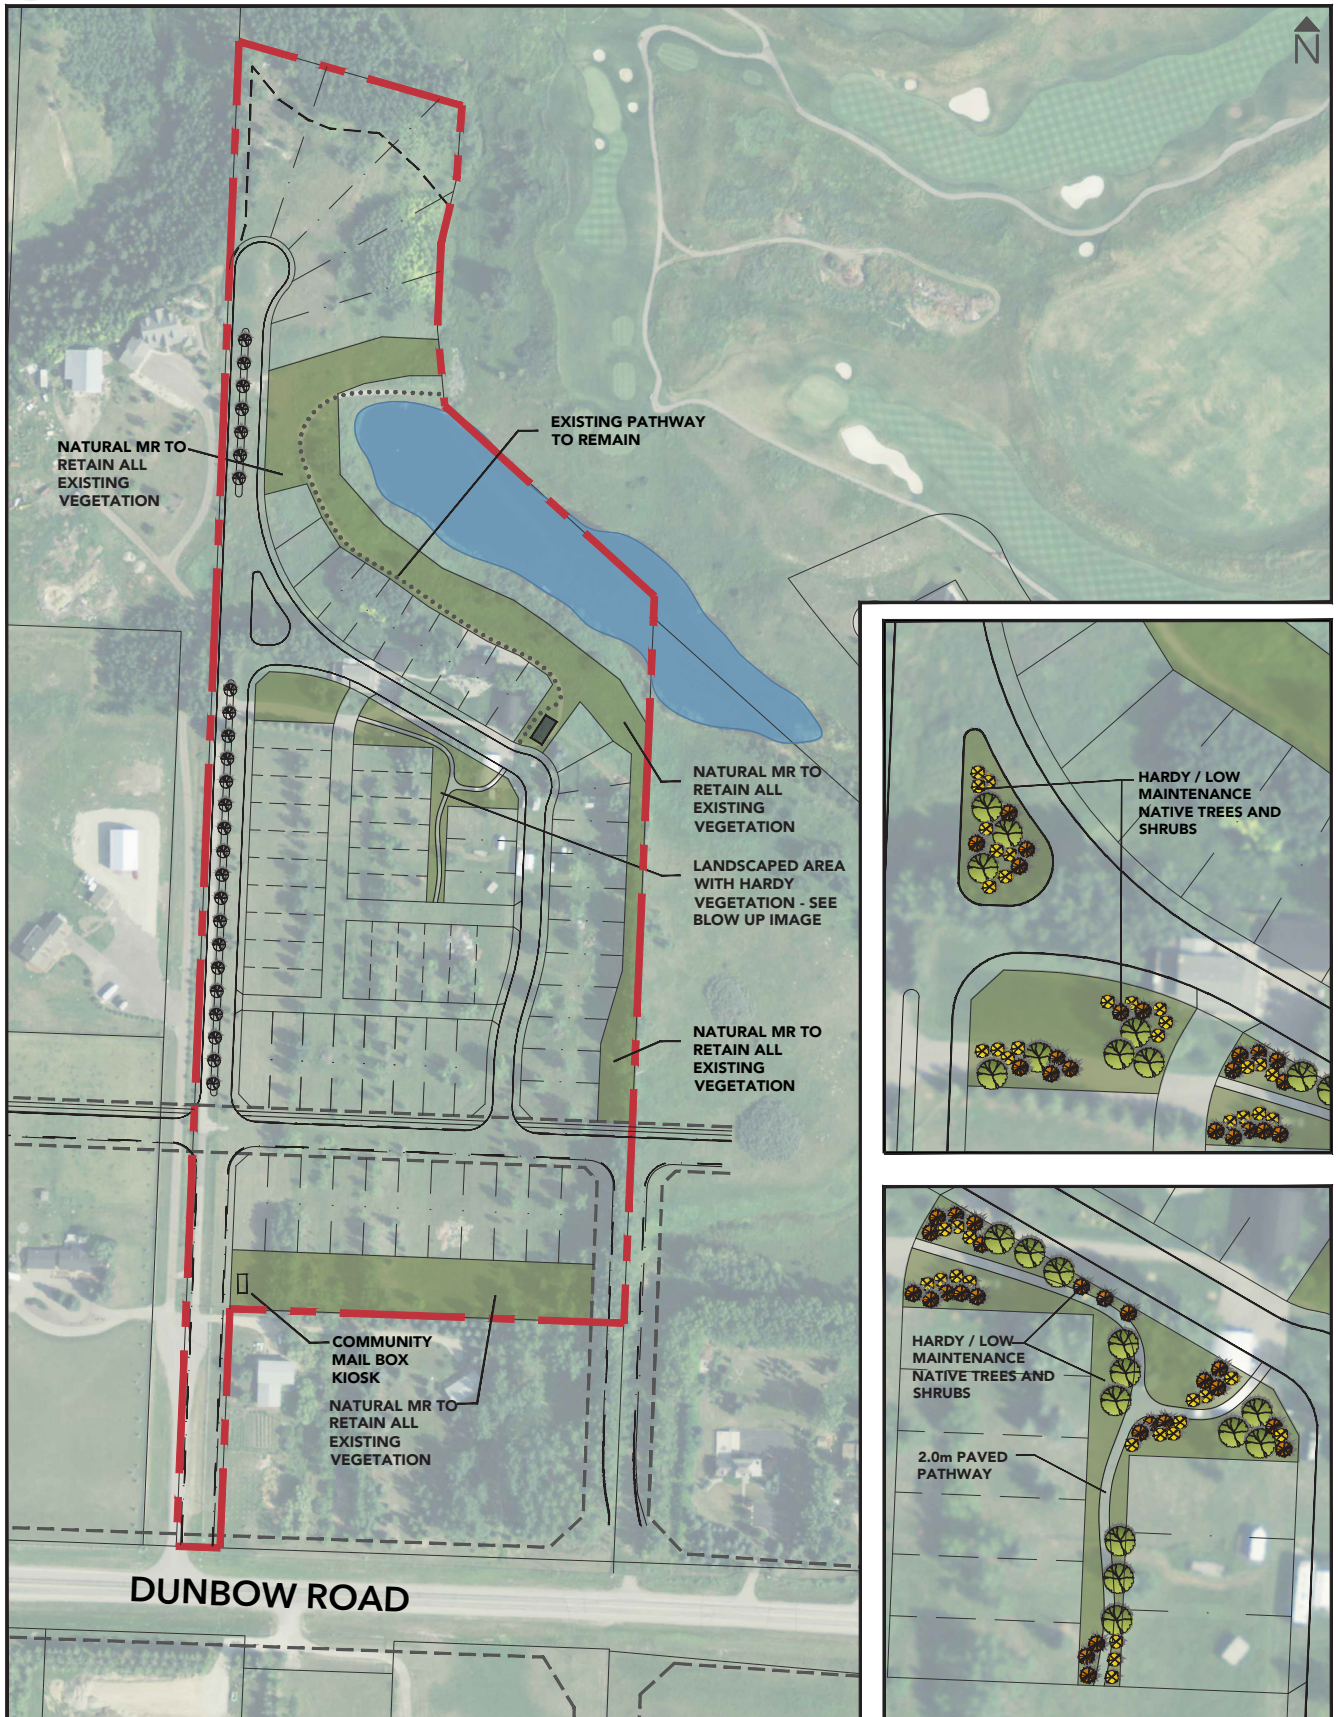 N
EXISTING PATHWAY
TO REMAIN
NATURAL MR TO
RETAIN ALL
EXISTING
VEGETATION
NATURAL MR TO
RETAIN ALL
EXISTING
VEGETATION
LANDSCAPED AREA
WITH HARDY
VEGETATION - SEE
BLOW UP IMAGE
NATURAL MR TO
RETAIN ALL
EXISTING
VEGETATION
COMMUNITY
MAIL BOX
KIOSK
NATURAL MR TO
RETAIN ALL
EXISTING
VEGETATION
DUNBOW ROAD
HARDY / LOW
MAINTENANCE
NATIVE TREES AND
SHRUBS
HARDY / LOW
MAINTENANCE
NATIVE TREES AND
SHRUBS
2.0m PAVED
PATHWAY